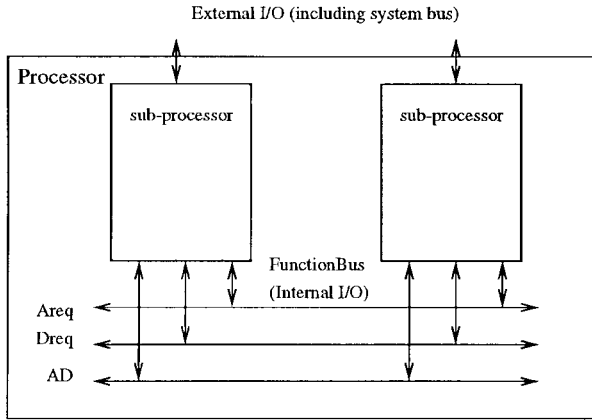 External I/O (including system bus)
Processor
sub-processor
sub-processor
FunctionBus
(Internal I/O)
Areq
Dreq
AD